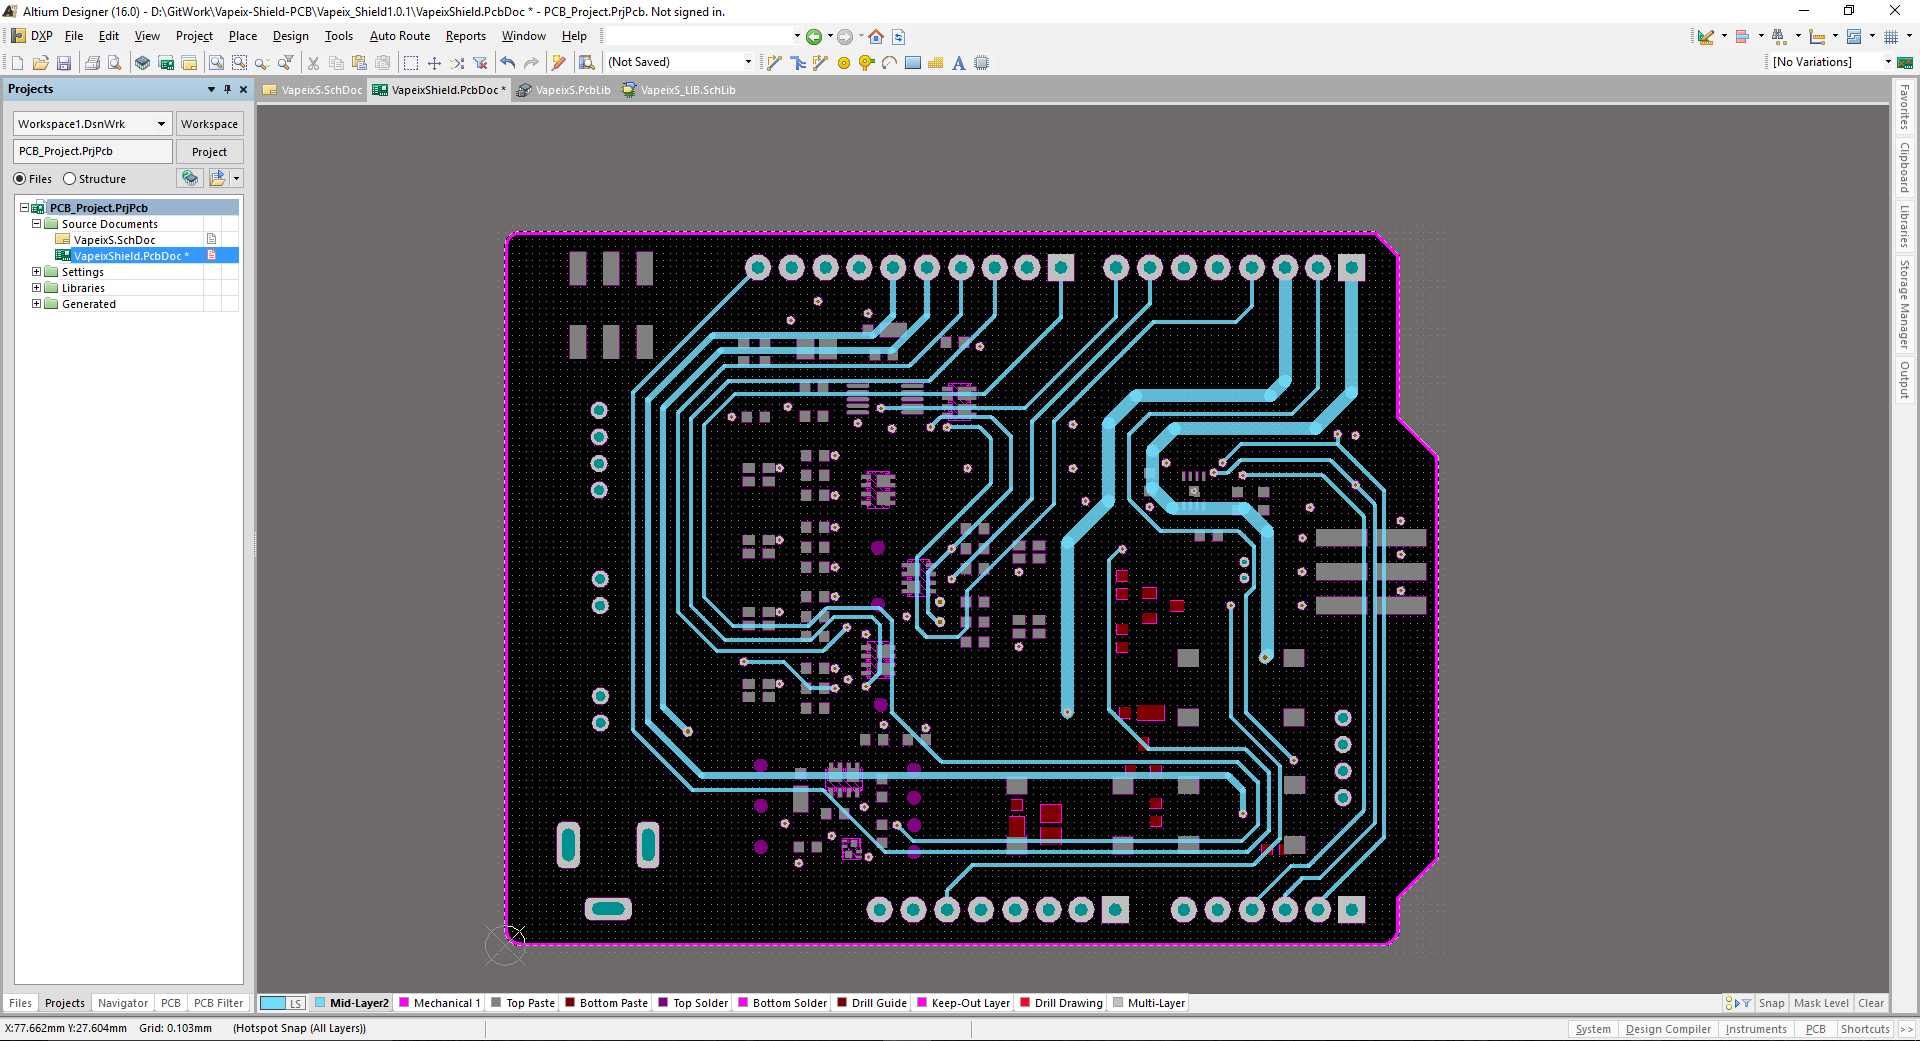 Altium Designer (16.0) - D:\GitWork\Vapeix-Shield-PCB\Vapeix_Shield1.0.1\VapeixShield.PcbDoc * - PCB_Project.PrjPcb. Not signed in.
DXP File Edit View Project Place Design Tools Auto Route Reports Window Help
(Not Saved) [No Variations]
Projects
VapeixS.SchDoc VapeixShield.PcbDoc * VapeixS.PcbLib VapeixS_LIB.SchLib
Workspace1.DsnWrk Workspace
PCB_Project.PrjPcb Project
Files Structure
PCB_Project.PrjPcb
Source Documents
VapeixS.SchDoc
VapeixShield.PcbDoc *
Settings
Libraries
Generated
Favorites
Clipboard
Libraries
Storage Manager
Output
Files Projects Navigator PCB PCB Filter
LS Mid-Layer2 Mechanical 1 Top Paste Bottom Paste Top Solder Bottom Solder Drill Guide Keep-Out Layer Drill Drawing Multi-Layer
Snap Mask Level Clear
X:77.662mm Y:27.604mm Grid: 0.103mm (Hotspot Snap (All Layers))
System Design Compiler Instruments PCB Shortcuts >>